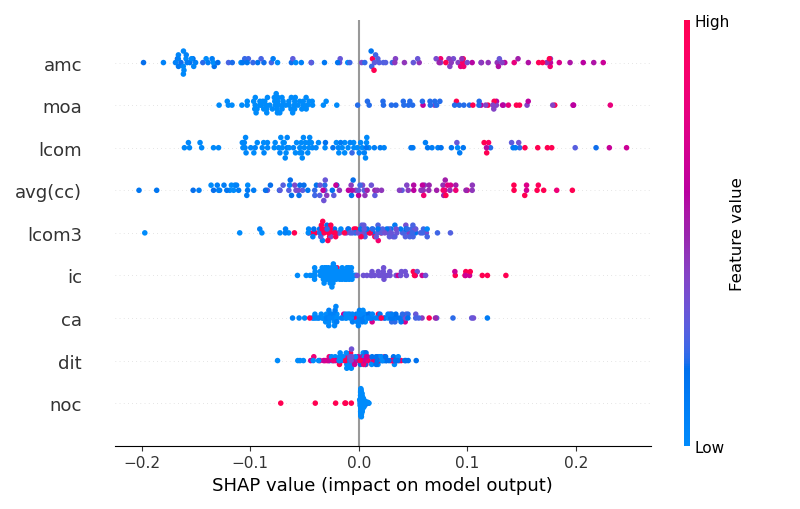 High
amc
moa
lcom
avg(cc)
lcom3
ic
ca
dit
noc
Feature value
Low
−0.2 −0.1 0.0 0.1 0.2
SHAP value (impact on model output)